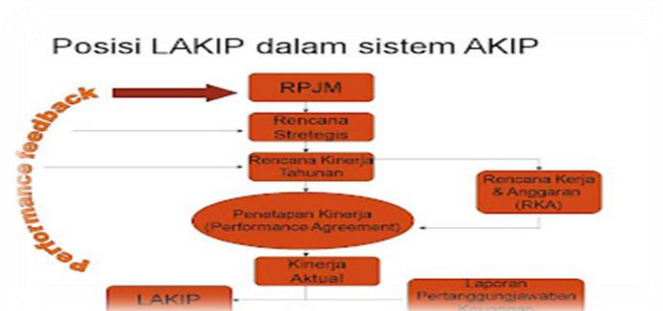 Posisi LAKIP dalam sistem AKIP
performance feedback
RPJM
Rencana
Stretegis
Rencana Kinerja
Tahunan
Rencana Kerja
& Anggaran
(RKA)
Penetapan Kinerja
(Performance Agreement)
Kinerja
Aktual
LAKIP
Laporan
Pertanggungjawaban